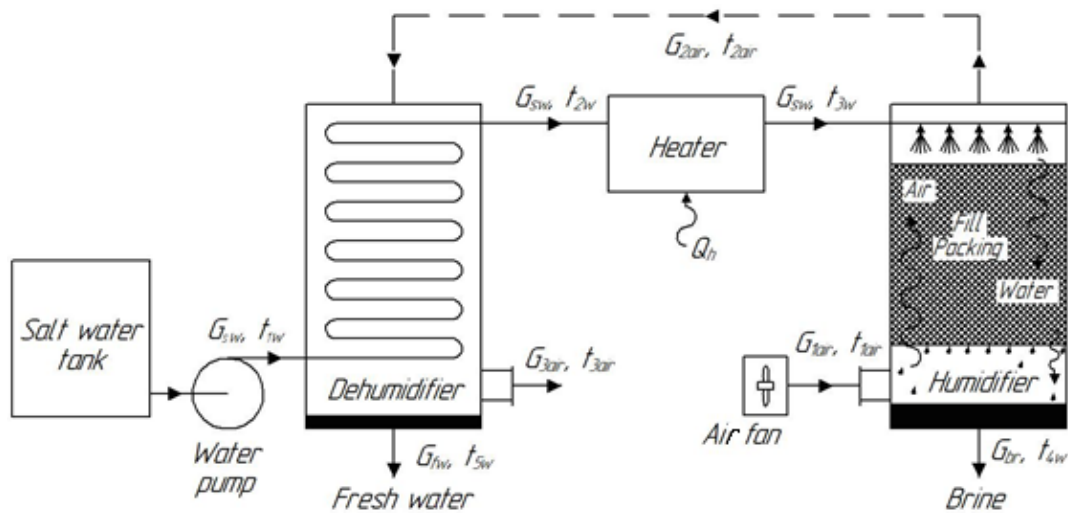 G2air, t2air
Gsw, t2w
Gsw, t3w
Heater
Qh
Air
Fill
Packing
Water
Salt water
tank
Gsw, t1w
Water
pump
Dehumidifier
G3air, t3air
Gfw, t5w
Fresh water
Air fan
G1air, t1air
Humidifier
Gbr, t4w
Brine